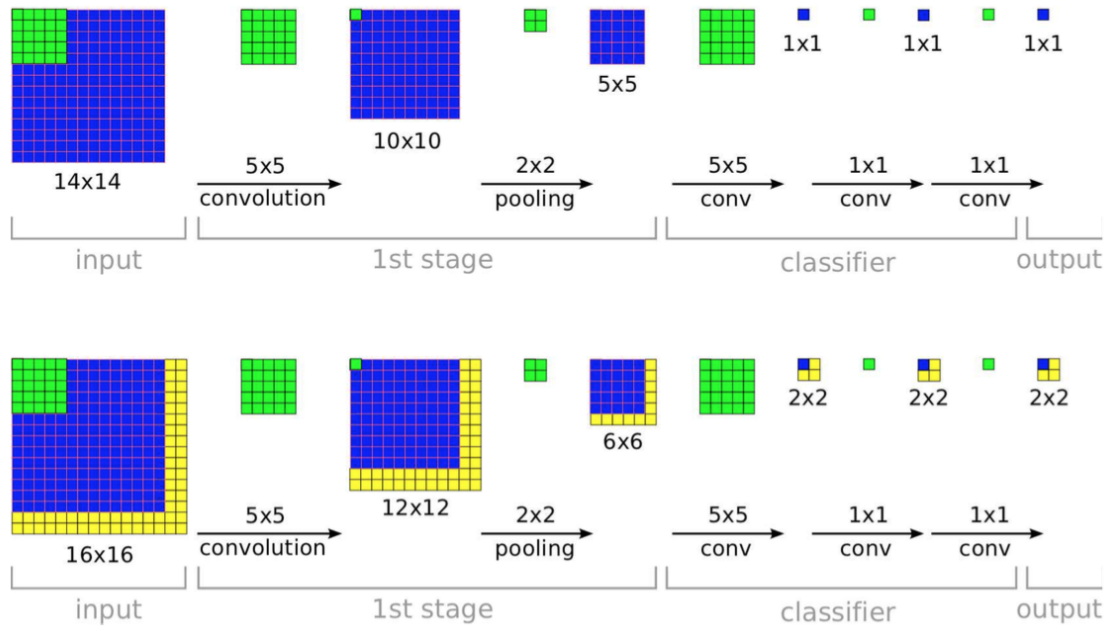 1x1 1x1 1x1
5x5
10x10
14x14
5x5 2x2 5x5 1x1 1x1
convolution pooling conv conv conv
input 1st stage classifier output
2x2 2x2 2x2
6x6
12x12
16x16
5x5 2x2 5x5 1x1 1x1
convolution pooling conv conv conv
input 1st stage classifier output